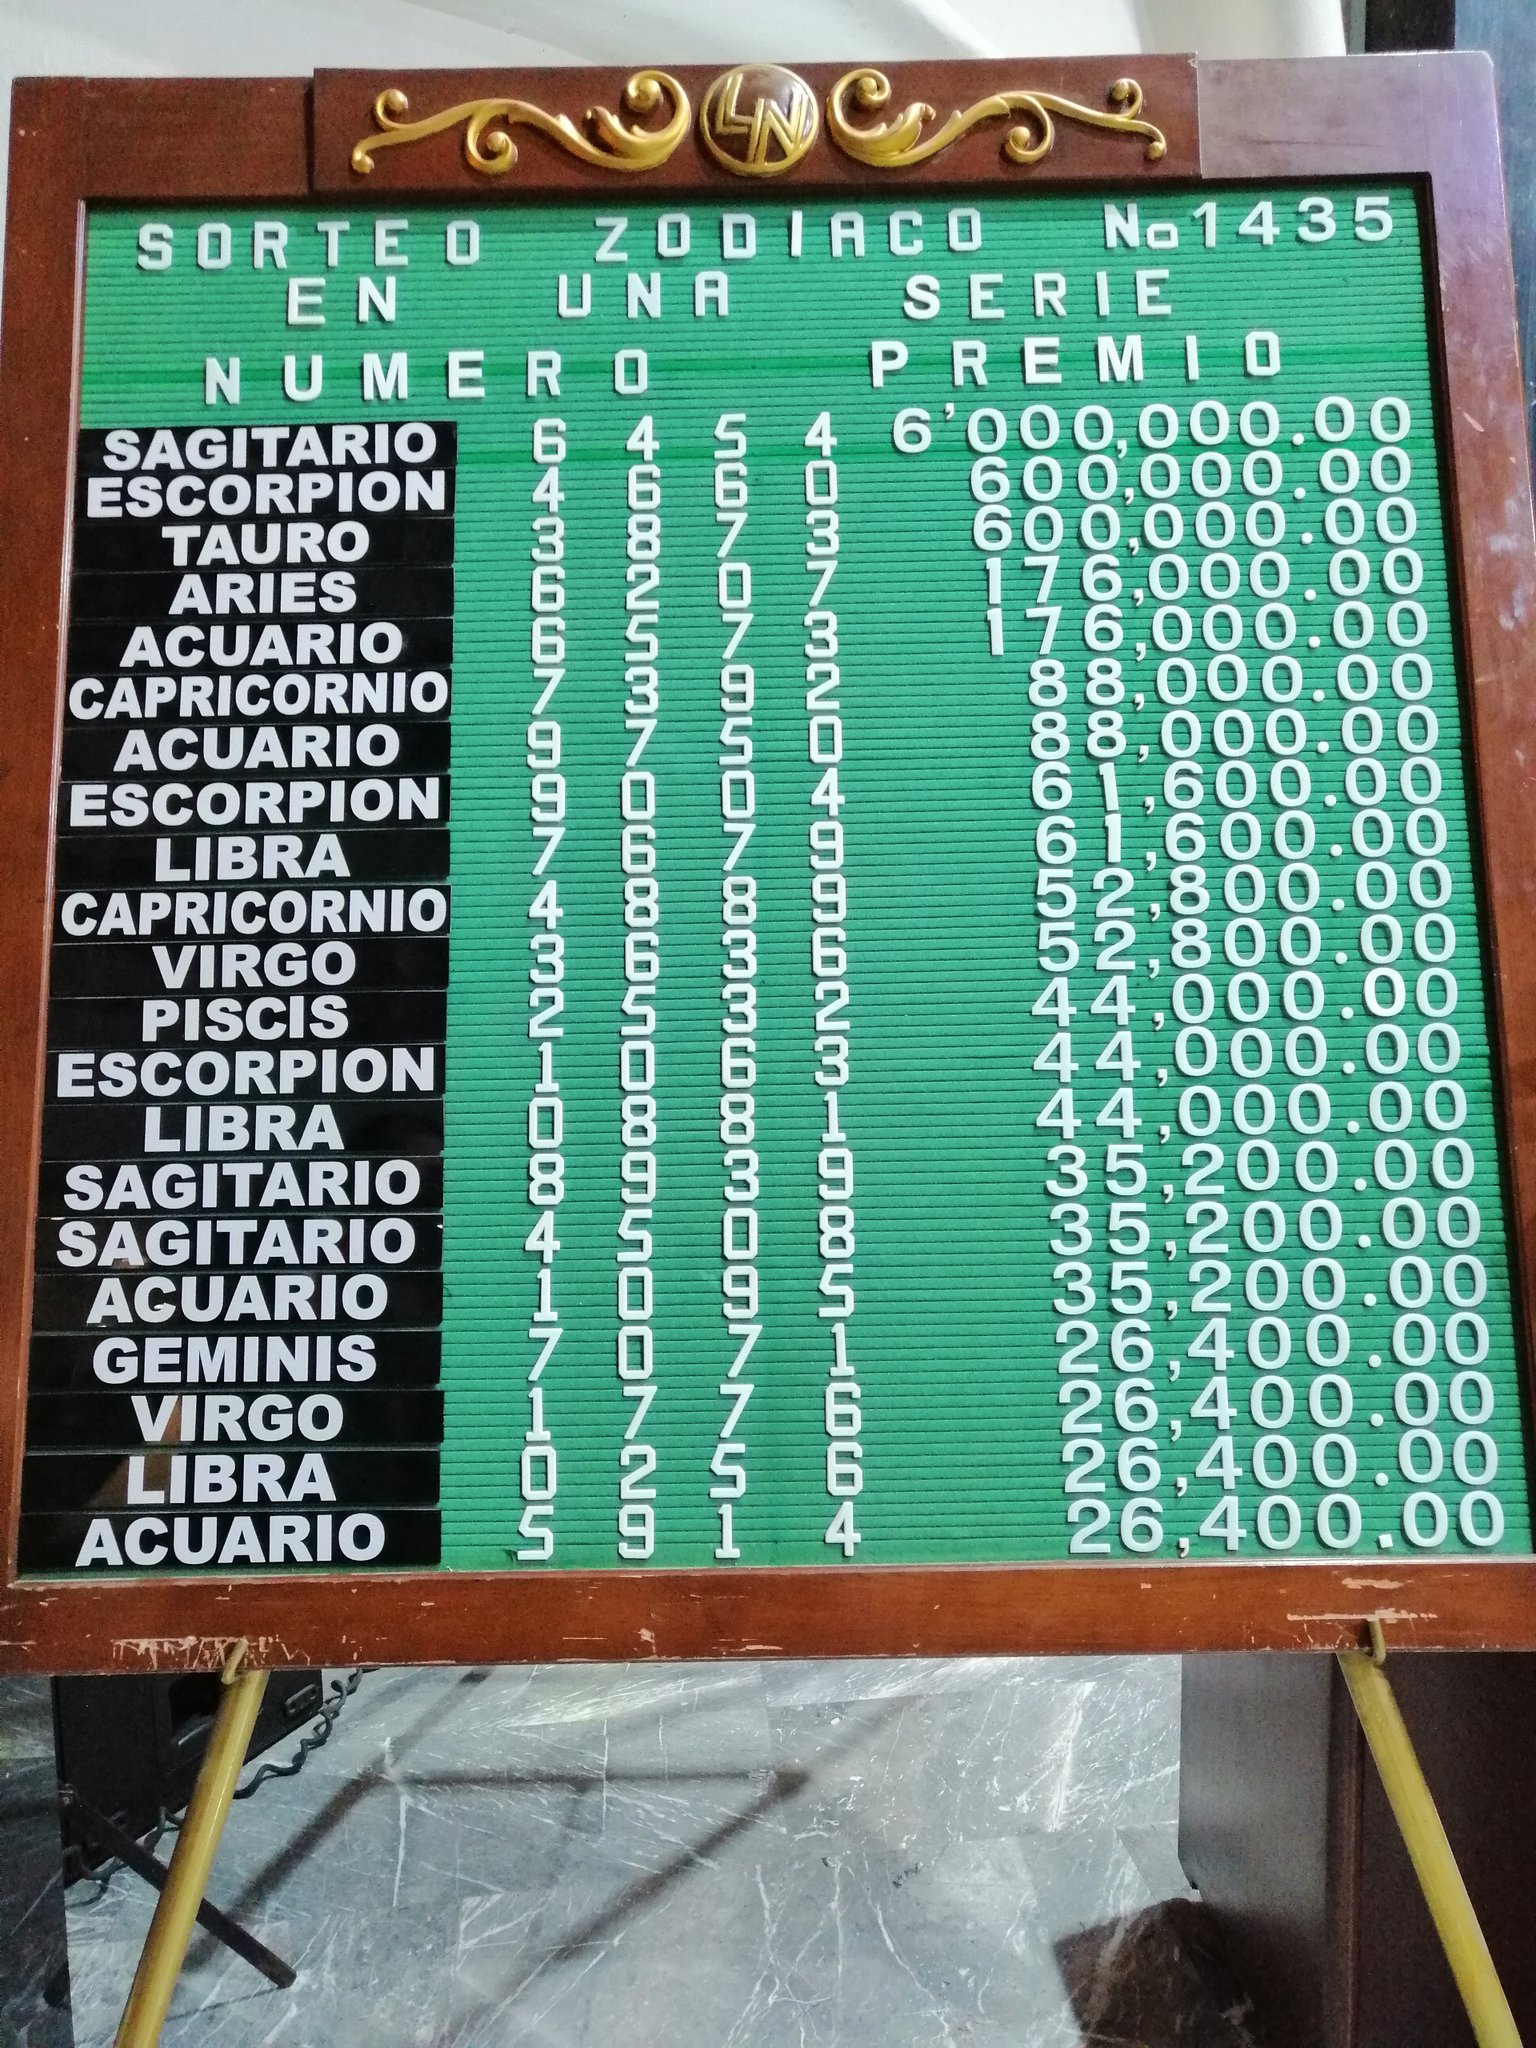 LN
SORTEO ZODIACO No 1435
EN UNA SERIE
NUMERO PREMIO
SAGITARIO 6 4 5 4 6'000,000.00
ESCORPION 4 6 6 0 600,000.00
TAURO 3 8 7 3 600,000.00
ARIES 6 2 0 7 176,000.00
ACUARIO 6 5 7 3 176,000.00
CAPRICORNIO 7 3 9 2 88,000.00
ACUARIO 9 7 5 0 88,000.00
ESCORPION 9 0 0 4 61,600.00
LIBRA 7 6 7 9 61,600.00
CAPRICORNIO 4 8 8 9 52,800.00
VIRGO 3 6 3 6 52,800.00
PISCIS 2 5 3 2 44,000.00
ESCORPION 1 0 6 3 44,000.00
LIBRA 0 8 8 1 44,000.00
SAGITARIO 8 9 3 9 35,200.00
SAGITARIO 4 5 0 8 35,200.00
ACUARIO 1 0 9 5 35,200.00
GEMINIS 7 0 7 1 26,400.00
VIRGO 1 7 7 6 26,400.00
LIBRA 0 2 5 6 26,400.00
ACUARIO 5 9 1 4 26,400.00